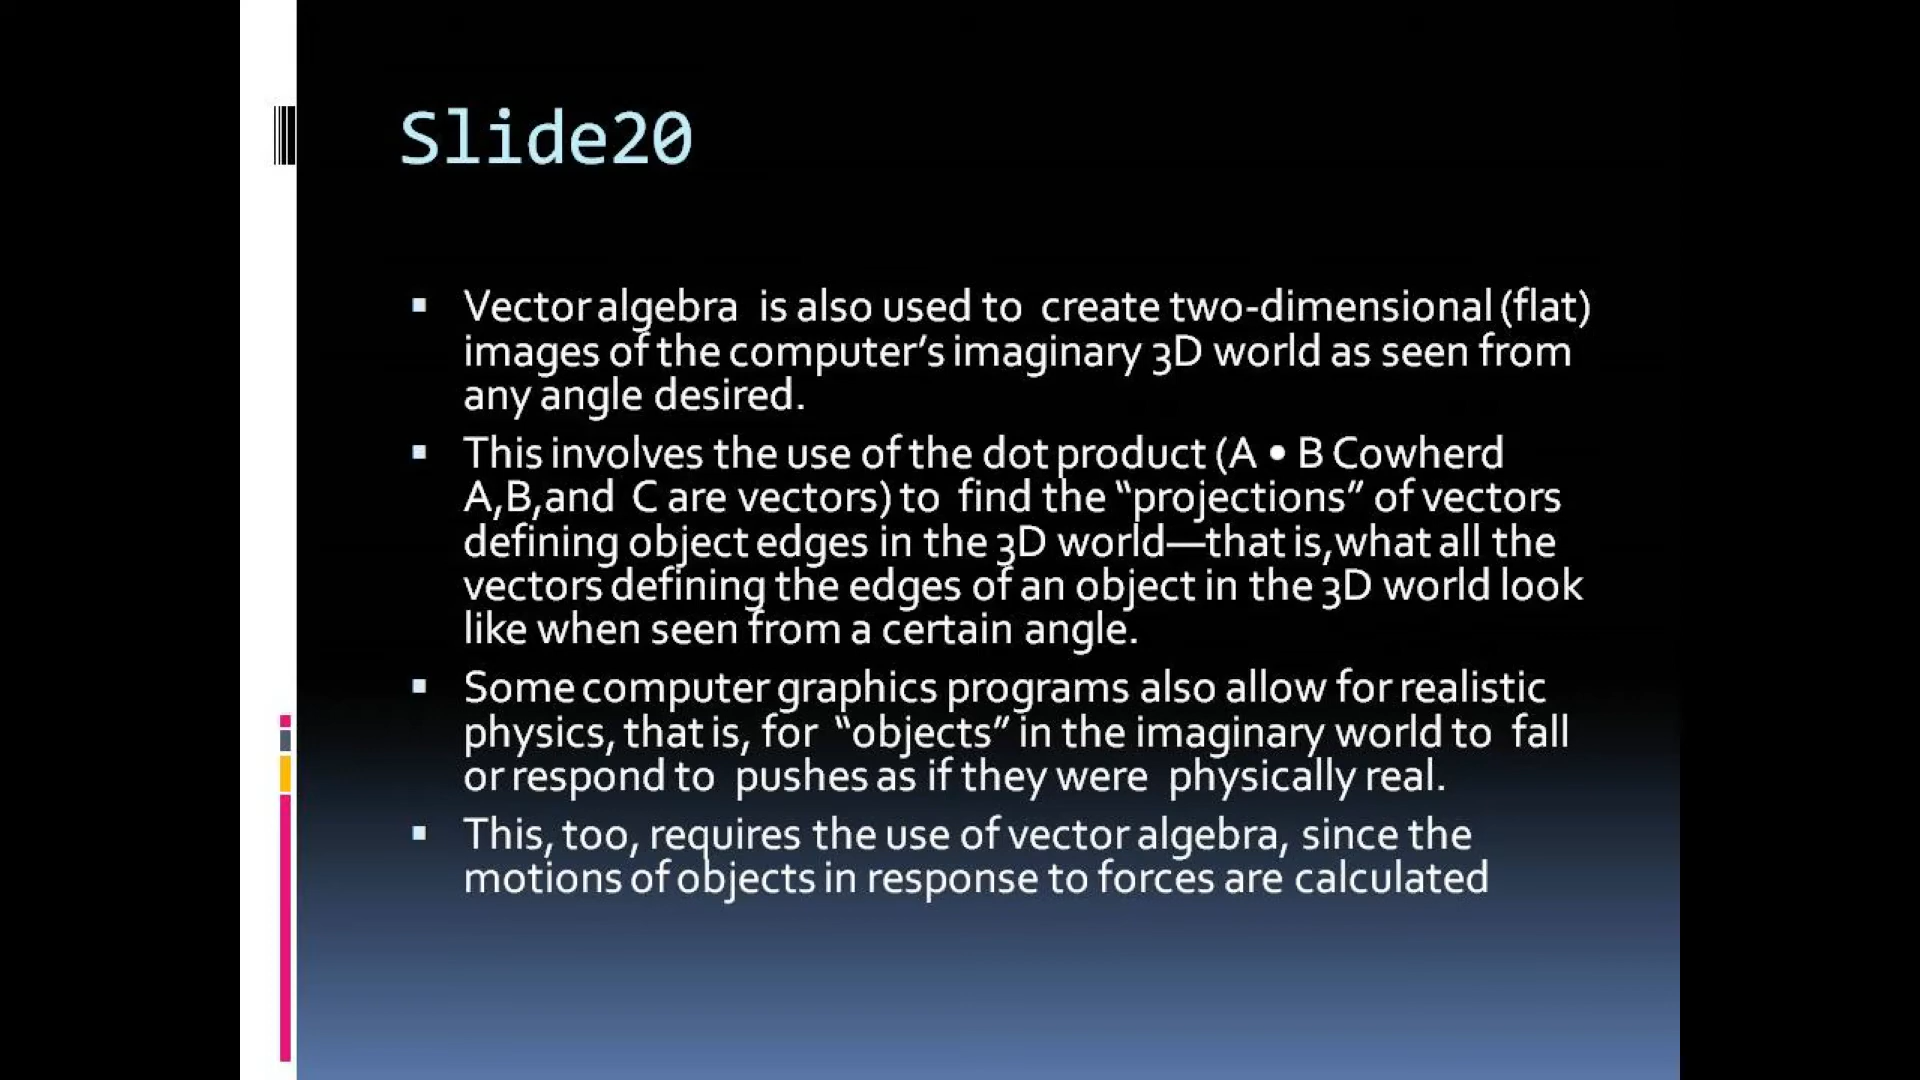 Slide20
▪ Vector algebra is also used to create two-dimensional (flat)
images of the computer’s imaginary 3D world as seen from
any angle desired.
▪ This involves the use of the dot product (A • B Cowherd
A,B,and C are vectors) to find the “projections” of vectors
defining object edges in the 3D world—that is,what all the
vectors defining the edges of an object in the 3D world look
like when seen from a certain angle.
▪ Some computer graphics programs also allow for realistic
physics, that is, for “objects” in the imaginary world to fall
or respond to pushes as if they were physically real.
▪ This, too, requires the use of vector algebra, since the
motions of objects in response to forces are calculated